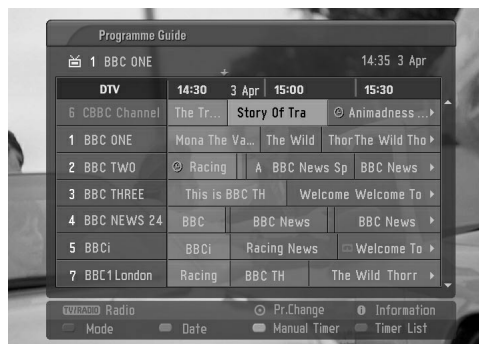 Programme Guide
1 BBC ONE 14:35 3 Apr
DTV 14:30 3 Apr 15:00 15:30
6 CBBC Channel The Tr... Story Of Tra Animadness ...
1 BBC ONE Mona The Va... The Wild ThorThe Wild Tho
2 BBC TWO Racing A BBC News Sp BBC News
3 BBC THREE This is BBC TH Welcome Welcome To
4 BBC NEWS 24 BBC BBC News BBC News
5 BBCi BBCi Racing News Welcome To
7 BBC1 London Racing BBC TH The Wild Thorr
TV/RADIO Radio Pr.Change Information
Mode Date Manual Timer Timer List